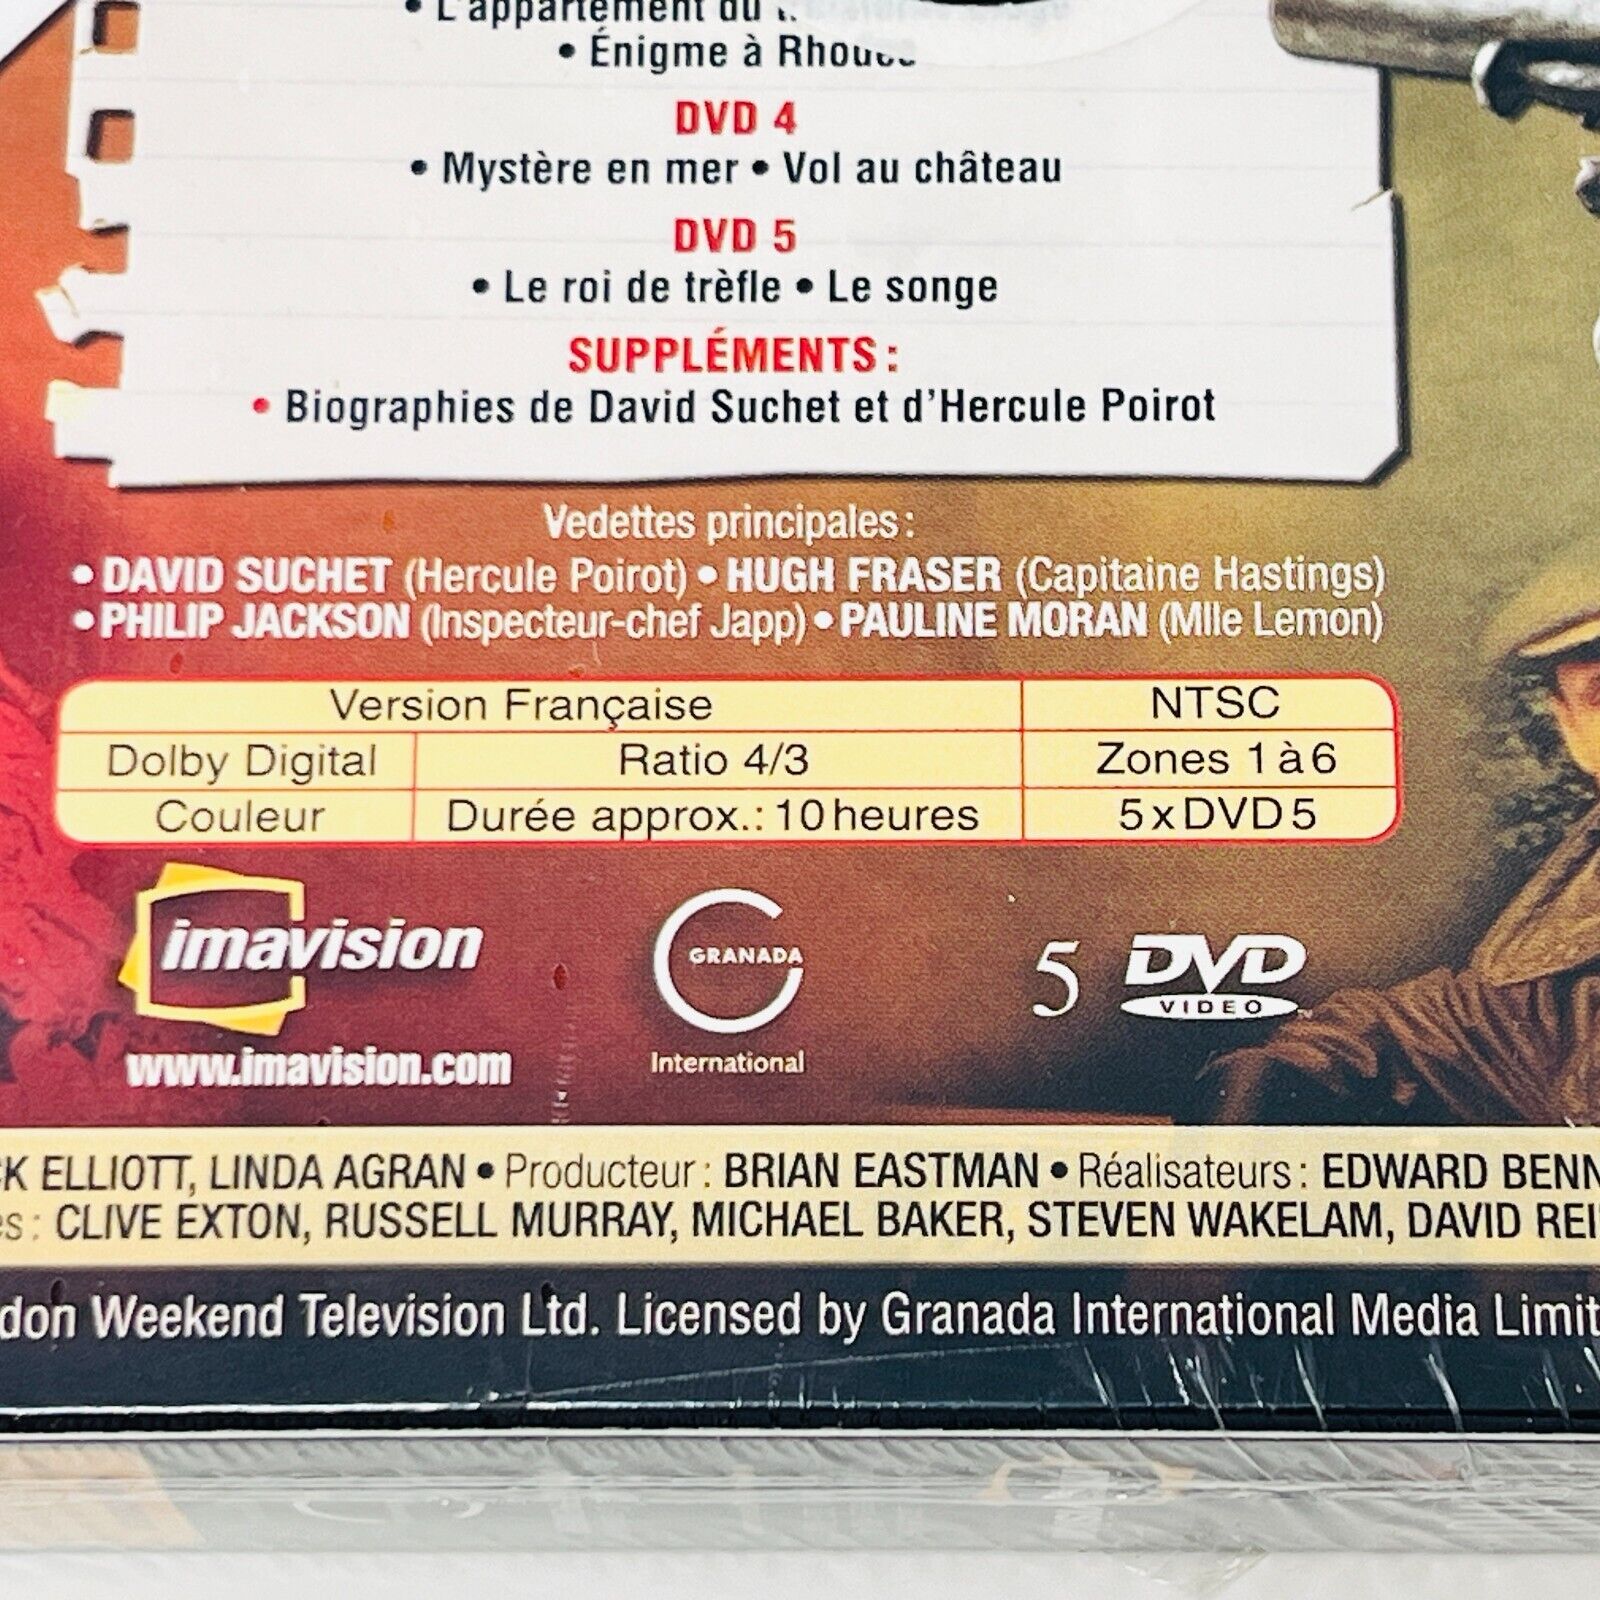 • L'appartement du
• Énigme à
DVD 4
• Mystère en mer • Vol au château
DVD 5
• Le roi de trèfle • Le songe
SUPPLÉMENTS :
• Biographies de David Suchet et d'Hercule Poirot
Vedettes principales :
• DAVID SUCHET (Hercule Poirot) • HUGH FRASER (Capitaine Hastings)
• PHILIP JACKSON (Inspecteur-chef Japp) • PAULINE MORAN (Mlle Lemon)
Version Française NTSC
Dolby Digital Ratio 4/3 Zones 1 à 6
Couleur Durée approx.: 10 heures 5 x DVD 5
imavision
www.imavision.com
GRANADA
International
5 DVD
VIDEO
ELLIOTT, LINDA AGRAN • Producteur : BRIAN EASTMAN • Réalisateurs : EDWARD
: CLIVE EXTON, RUSSELL MURRAY, MICHAEL BAKER, STEVEN WAKELAM, DAVID
Weekend Television Ltd. Licensed by Granada International Media